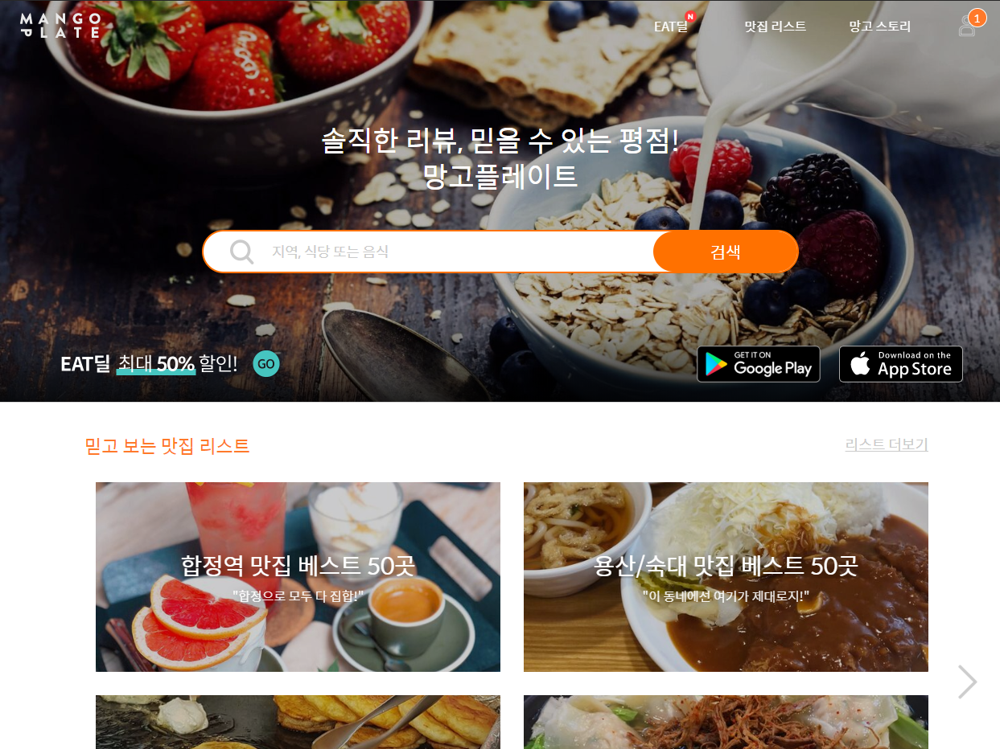 MANGO
PLATE
EAT딜
N
맛집 리스트
망고 스토리
1
솔직한 리뷰, 믿을 수 있는 평점!
망고플레이트
지역, 식당 또는 음식
검색
EAT딜 최대 50% 할인!
GO
GET IT ON
Google Play
Download on the
App Store
믿고 보는 맛집 리스트
리스트 더보기
합정역 맛집 베스트 50곳
"합정으로 모두 다 집합!"
용산/숙대 맛집 베스트 50곳
"이 동네에선 여기가 제대로지!"